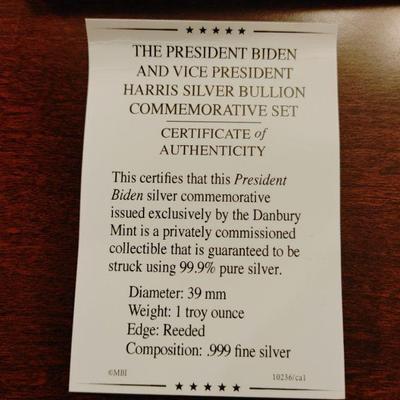 THE PRESIDENT BIDEN
AND VICE PRESIDENT
HARRIS SILVER BULLION
COMMEMORATIVE SET
CERTIFICATE of
AUTHENTICITY
This certifies that this President
Biden silver commemorative
issued exclusively by the Danbury
Mint is a privately commissioned
collectible that is guaranteed to be
struck using 99.9% pure silver.
Diameter: 39 mm
Weight: 1 troy ounce
Edge: Reeded
Composition: .999 fine silver
©MBI 10236/ca1